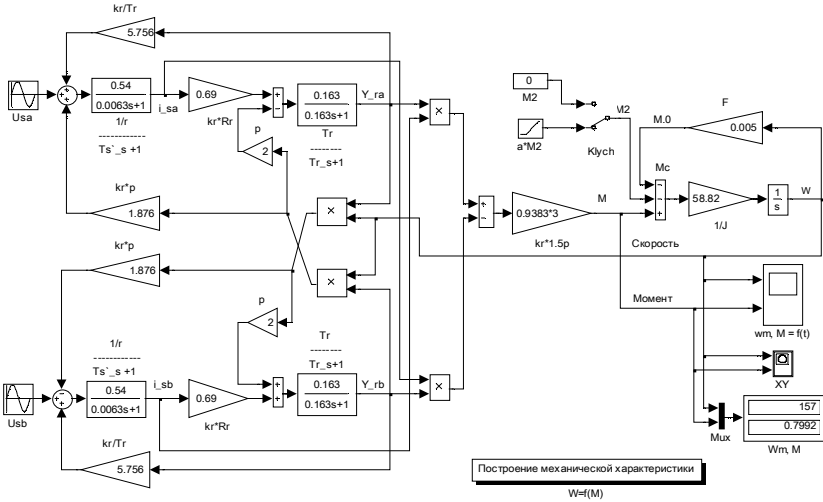 kr/Tr
5.756
Usa
0.54
0.0063s+1
1/r
------------
Ts`_s +1
i_sa
0.69
kr*Rr
p
2
0.163
0.163s+1
Tr
--------
Tr_s+1
Y_ra
kr*p
1.876
kr*p
1.876
p
2
Usb
1/r
------------
Ts`_s +1
0.54
0.0063s+1
i_sb
0.69
kr*Rr
Tr
--------
Tr_s+1
0.163
0.163s+1
Y_rb
kr/Tr
5.756
0.9383*3
kr*1.5p
M
0
M2
a*M2
M2
Klych
M.0
F
0.005
Mc
58.82
1/J
1
s
W
Скорость
Момент
wm, M = f(t)
XY
Mux
157
0.7992
Wm, M
Построение механической характеристики
W=f(M)